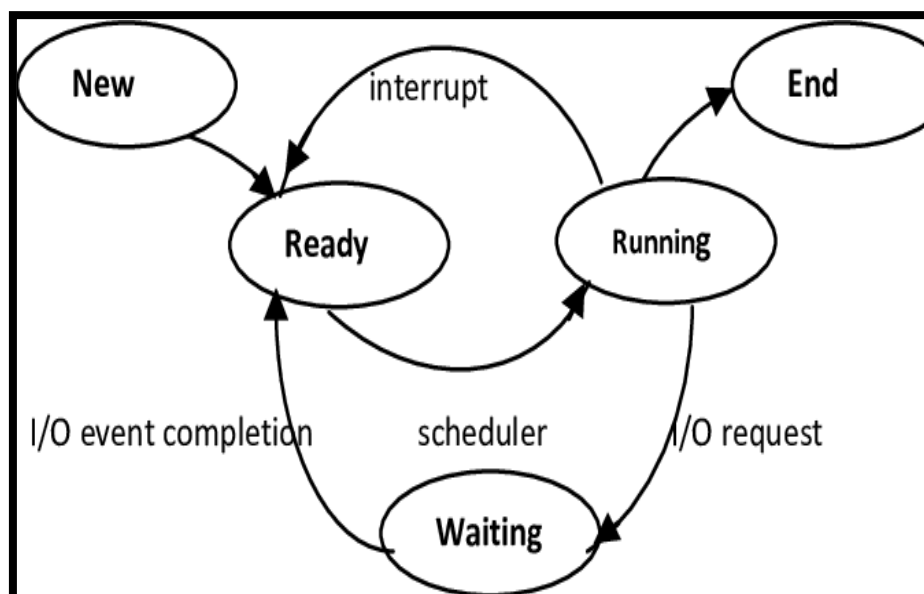 New
interrupt
End
Ready
Running
I/O event completion
scheduler
I/O request
Waiting